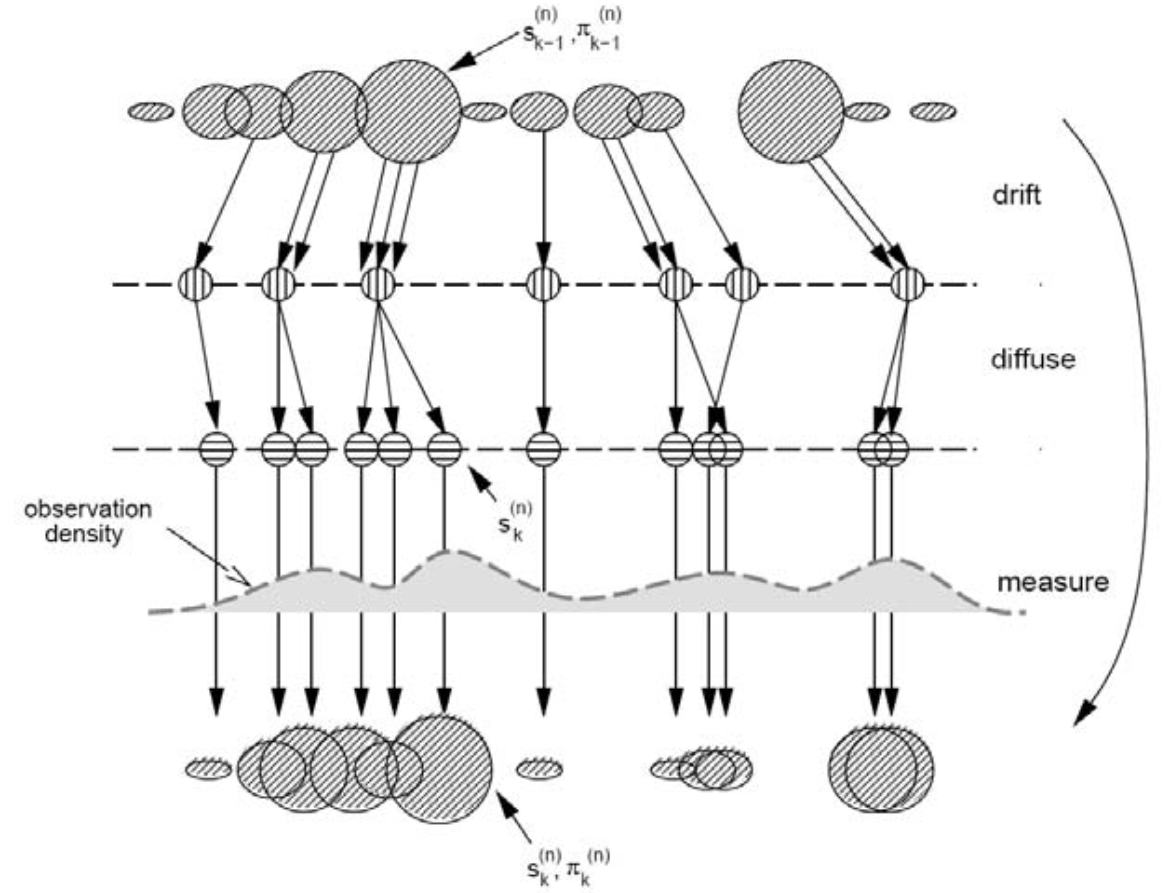 s_{k-1}^{(n)}, π_{k-1}^{(n)}
drift
diffuse
observation
density
s_k^{(n)}
measure
s_k^{(n)}, π_k^{(n)}